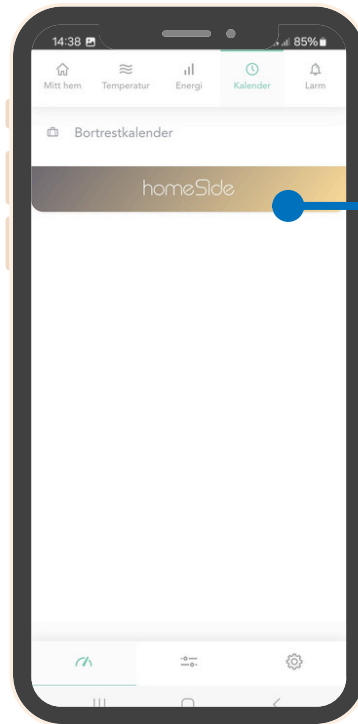 14:38 85%
Mitt hem Temperatur Energi Kalender Larm
Bortrestkalender
homeSIde